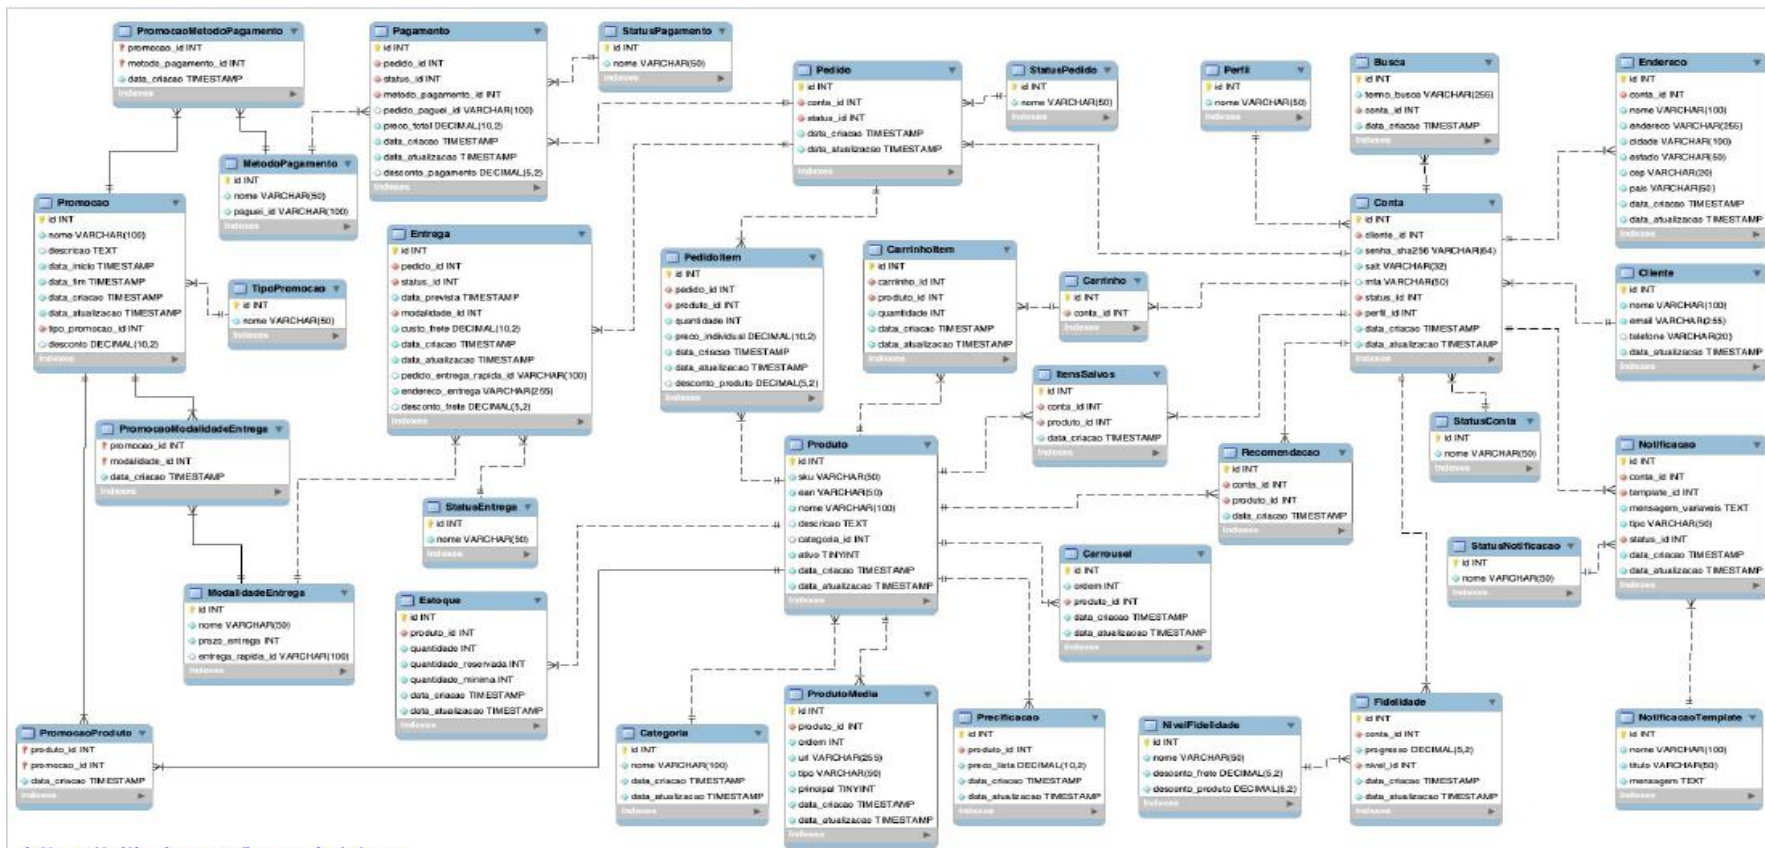 PromocaoMetodoPagamento
promocao_id INT
metodo_pagamento_id INT
data_criacao TIMESTAMP
Indexes
Pagamento
id INT
pedido_id INT
status_id INT
metodo_pagamento_id INT
pedido_paguei_id VARCHAR(100)
preco_total DECIMAL(10,2)
data_criacao TIMESTAMP
data_atualizacao TIMESTAMP
desconto_pagamento DECIMAL(5,2)
Indexes
StatusPagamento
id INT
nome VARCHAR(50)
Indexes
Pedido
id INT
conta_id INT
status_id INT
data_criacao TIMESTAMP
data_atualizacao TIMESTAMP
Indexes
StatusPedido
id INT
nome VARCHAR(50)
Indexes
Perfil
id INT
nome VARCHAR(50)
Indexes
Busca
id INT
termo_busca VARCHAR(255)
conta_id INT
data_criacao TIMESTAMP
Indexes
Endereco
id INT
conta_id INT
nome VARCHAR(100)
endereco VARCHAR(255)
cidade VARCHAR(100)
estado VARCHAR(50)
cep VARCHAR(20)
pais VARCHAR(50)
data_criacao TIMESTAMP
data_atualizacao TIMESTAMP
Indexes
MetodoPagamento
id INT
nome VARCHAR(50)
paguei_id VARCHAR(100)
Indexes
Promocao
id INT
nome VARCHAR(100)
descricao TEXT
data_inicio TIMESTAMP
data_fim TIMESTAMP
data_criacao TIMESTAMP
data_atualizacao TIMESTAMP
tipo_promocao_id INT
desconto DECIMAL(10,2)
Indexes
TipoPromocao
id INT
nome VARCHAR(50)
Indexes
Entrega
id INT
pedido_id INT
status_id INT
data_prevista TIMESTAMP
modalidade_id INT
custo_frete DECIMAL(10,2)
data_criacao TIMESTAMP
data_atualizacao TIMESTAMP
pedido_entrega_rapida_id VARCHAR(100)
endereco_entrega VARCHAR(255)
desconto_frete DECIMAL(5,2)
Indexes
PedidoItem
id INT
pedido_id INT
produto_id INT
quantidade INT
preco_individual DECIMAL(10,2)
data_criacao TIMESTAMP
data_atualizacao TIMESTAMP
desconto_produto DECIMAL(5,2)
Indexes
CarrinhoItem
id INT
carrinho_id INT
produto_id INT
quantidade INT
data_criacao TIMESTAMP
data_atualizacao TIMESTAMP
Indexes
Carrinho
id INT
conta_id INT
Indexes
Conta
id INT
cliente_id INT
senha_sha256 VARCHAR(64)
salt VARCHAR(32)
mfa VARCHAR(50)
status_id INT
perfil_id INT
data_criacao TIMESTAMP
data_atualizacao TIMESTAMP
Indexes
Cliente
id INT
nome VARCHAR(100)
email VARCHAR(255)
telefone VARCHAR(20)
data_atualizacao TIMESTAMP
Indexes
ItensSalvos
id INT
conta_id INT
produto_id INT
data_criacao TIMESTAMP
Indexes
StatusConta
id INT
nome VARCHAR(50)
Indexes
PromocaoModalidadeEntrega
promocao_id INT
modalidade_id INT
data_criacao TIMESTAMP
Indexes
StatusEntrega
id INT
nome VARCHAR(50)
Indexes
Produto
id INT
sku VARCHAR(50)
ean VARCHAR(50)
nome VARCHAR(100)
descricao TEXT
categoria_id INT
ativo TINYINT
data_criacao TIMESTAMP
data_atualizacao TIMESTAMP
Indexes
Recomendacao
id INT
conta_id INT
produto_id INT
data_criacao TIMESTAMP
Indexes
Notificacao
id INT
conta_id INT
template_id INT
mensagem_variaveis TEXT
tipo VARCHAR(50)
status_id INT
data_criacao TIMESTAMP
data_atualizacao TIMESTAMP
Indexes
StatusNotificacao
id INT
nome VARCHAR(50)
Indexes
Carrousel
id INT
ordem INT
produto_id INT
data_criacao TIMESTAMP
data_atualizacao TIMESTAMP
Indexes
ModalidadeEntrega
id INT
nome VARCHAR(50)
prazo_entrega INT
entrega_rapida_id VARCHAR(100)
Indexes
Estoque
id INT
produto_id INT
quantidade INT
quantidade_reservada INT
quantidade_minima INT
data_criacao TIMESTAMP
data_atualizacao TIMESTAMP
Indexes
PromocaoProduto
produto_id INT
promocao_id INT
data_criacao TIMESTAMP
Indexes
Categoria
id INT
nome VARCHAR(100)
data_criacao TIMESTAMP
data_atualizacao TIMESTAMP
Indexes
ProdutoMedia
id INT
produto_id INT
ordem INT
url VARCHAR(255)
tipo VARCHAR(50)
principal TINYINT
data_criacao TIMESTAMP
data_atualizacao TIMESTAMP
Indexes
Precificacao
id INT
produto_id INT
preco_lista DECIMAL(10,2)
data_criacao TIMESTAMP
data_atualizacao TIMESTAMP
Indexes
NivelFidelidade
id INT
nome VARCHAR(50)
desconto_frete DECIMAL(5,2)
desconto_produto DECIMAL(5,2)
Indexes
Fidelidade
id INT
conta_id INT
progresso DECIMAL(5,2)
nivel_id INT
data_criacao TIMESTAMP
data_atualizacao TIMESTAMP
Indexes
NotificacaoTemplate
id INT
nome VARCHAR(100)
titulo VARCHAR(50)
mensagem TEXT
Indexes